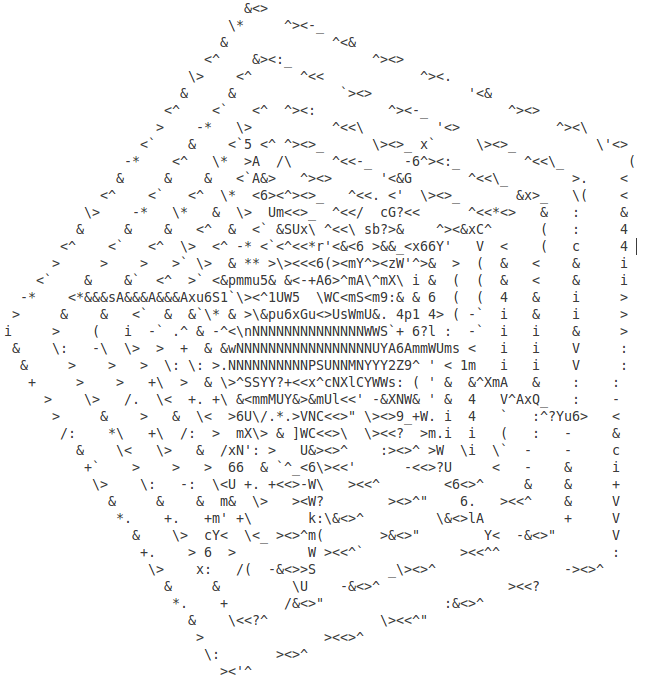 &<>
\* ^><-_
& ^<&
<^ &><:_ ^><>
\> <^ ^<< ^><.
& & `><> '<&
<^ <` <^ ^><: ^><-_ ^><>
> -* \> ^<<\ '<> ^><\
<` & <`5 <^ ^><>_ \><>_ x` \><>_ \'<>
-* <^ \* >A /\ ^<<-_ -6^><:_ ^<<\_ (
& & & <`A&> ^><> '<&G ^<<\_ >. <
<^ <` <^ \* <6><^><>_ ^<<. <' \><>_ &x>_ \( <
\> -* \* & \> Um<<>_ ^<</ cG?<< ^<<*<> & : &
& & & <^ & <` &SUx\ ^<<\ sb?>& ^><&xC^ ( : 4
<^ <` <^ \> <^ -* <`<^<<*r'<&<6 >&&_<x66Y' V < ( c 4
> > > >` \> & ** >\><<<6(><mY^><zW'^>& > ( & < & i
<` & &` <^ >` <&pmmu5& &<-+A6>^mA\^mX\ i & ( ( & < & i
-* <*&&&sA&&&A&&&Axu6S1`\><^1UW5 \WC<mS<m9:& & 6 ( ( 4 & i >
> & & <` & &`\* & >\&pu6xGu<>UsWmU&. 4p1 4> ( -` i & i >
i > ( i -` .^ & -^<\nNNNNNNNNNNNNNNWWS`+ 6?l : -` i i & >
& \: -\ \> > + & &wNNNNNNNNNNNNNNNNNUYA6AmmWUms < i i V :
& > > > \: \: >.NNNNNNNNNNPSUNNMNYYY2Z9^ ' < 1m i i V :
+ > > +\ > & \>^SSYY?+<<x^cNXlCYWWs: ( ' & &^XmA & : :
> \> /. \< +. +\ &<mmMUY&>&mUl<<' -&XNW& ' & 4 V^AxQ_ : -
> & > & \< >6U\/.*.>VNC<<>" \><>9_+W. i 4 ` :^?Yu6> <
/: *\ +\ /: > mX\> & ]WC<<>\ \><<? >m.i i ( : - &
& \< \> & /xN': > U&><>^ :><>^ >W \i \` - - c
+` > > > 66 & `^_<6\><<' -<<>?U < - & i
\> \: -: \<U +. +<<>-W\ ><<^ <6<>^ & & +
& & & m& \> ><W? ><>^" 6. ><<^ & V
*. +. +m' +\ k:\&<>^ \&<>lA + V
& \> cY< \<_ ><>^m( >&<>" Y< -&<>" V
+. > 6 > W ><<^` ><<^^ :
\> x: /( -&<>>S _\><>^ -><>^
& & \U -&<>^ ><<?
*. + /&<>" :&<>^
& \<<?^ \><<^"
> ><<>^
\: ><>^
><'^